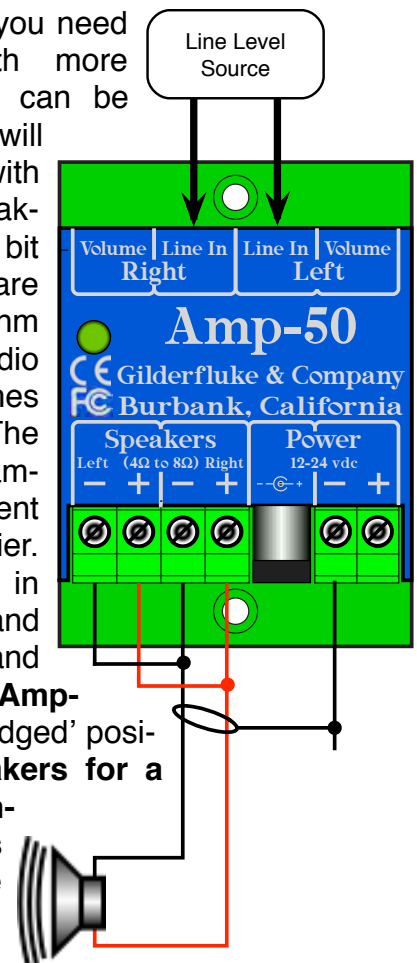 you need
th more
can be
will
with
eak-
bit
are
hm
dio
nes
The
am-
ent
ier.
in
and
and
Amp-
dged’ posi-
akers for a
n-
s
e
Line Level
Source
Volume Line In Line In Volume
Right Left
Amp-50
CE
FC
Gilderfluke & Company
Burbank, California
Speakers Power
Left (4Ω to 8Ω) Right 12-24 vdc
− + − + - + − +